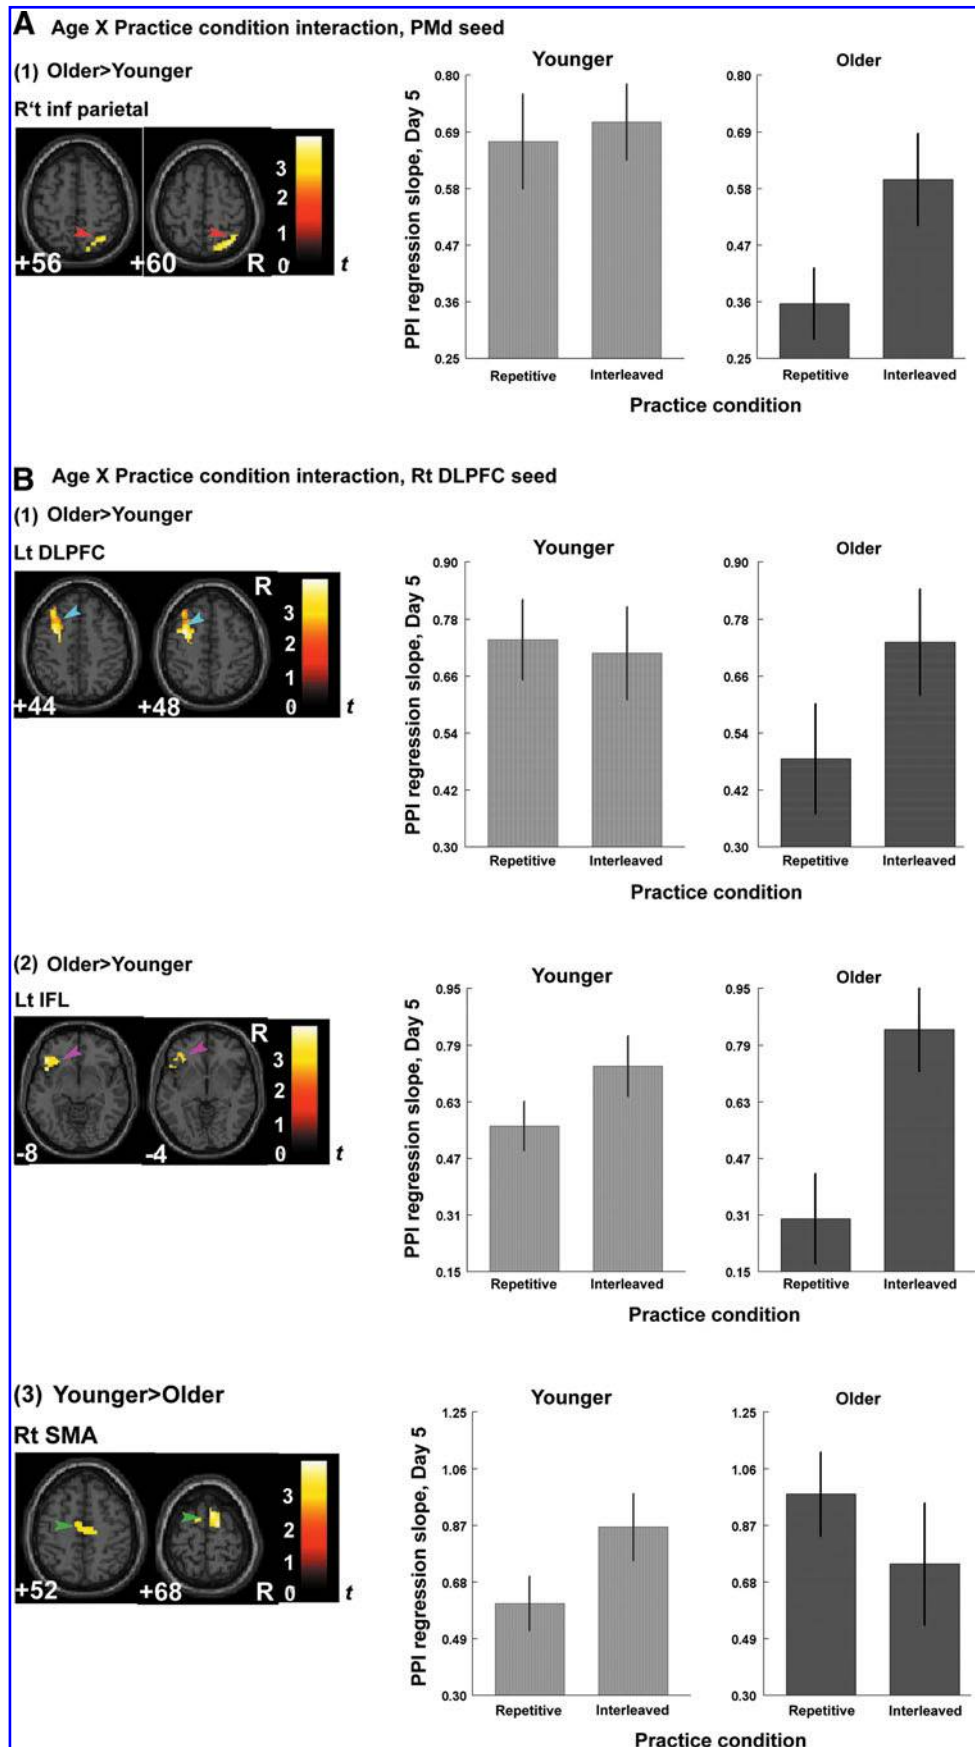 A Age X Practice condition interaction, PMd seed
(1) Older>Younger
R't inf parietal
+56 +60 R
3
2
1
0 t
Younger
PPI regression slope, Day 5
0.80
0.69
0.58
0.47
0.36
0.25
Repetitive Interleaved
Older
0.80
0.69
0.58
0.47
0.36
0.25
Repetitive Interleaved
Practice condition
B Age X Practice condition interaction, Rt DLPFC seed
(1) Older>Younger
Lt DLPFC
R
+44 +48
3
2
1
0 t
Younger
PPI regression slope, Day 5
0.90
0.78
0.66
0.54
0.42
0.30
Repetitive Interleaved
Older
0.90
0.78
0.66
0.54
0.42
0.30
Repetitive Interleaved
Practice condition
(2) Older>Younger
Lt IFL
R
-8 -4
3
2
1
0 t
Younger
PPI regression slope, Day 5
0.95
0.79
0.63
0.47
0.31
0.15
Repetitive Interleaved
Older
0.95
0.79
0.63
0.47
0.31
0.15
Repetitive Interleaved
Practice condition
(3) Younger>Older
Rt SMA
+52 +68 R
3
2
1
0 t
Younger
PPI regression slope, Day 5
1.25
1.06
0.87
0.68
0.49
0.30
Repetitive Interleaved
Older
1.25
1.06
0.87
0.68
0.49
0.30
Repetitive Interleaved
Practice condition